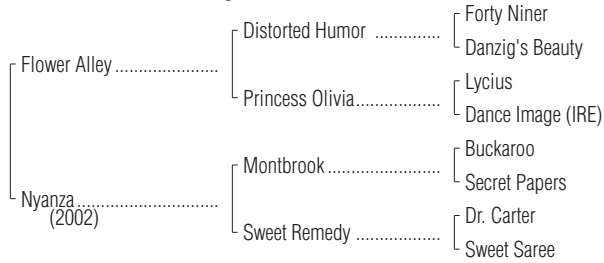 Forty Niner
Distorted Humor ..............
Danzig's Beauty
Flower Alley ......................
Lycius
Princess Olivia..................
Dance Image (IRE)
Buckaroo
Montbrook ........................
Secret Papers
Nyanza..............................
(2002)
Dr. Carter
Sweet Remedy ..................
Sweet Saree